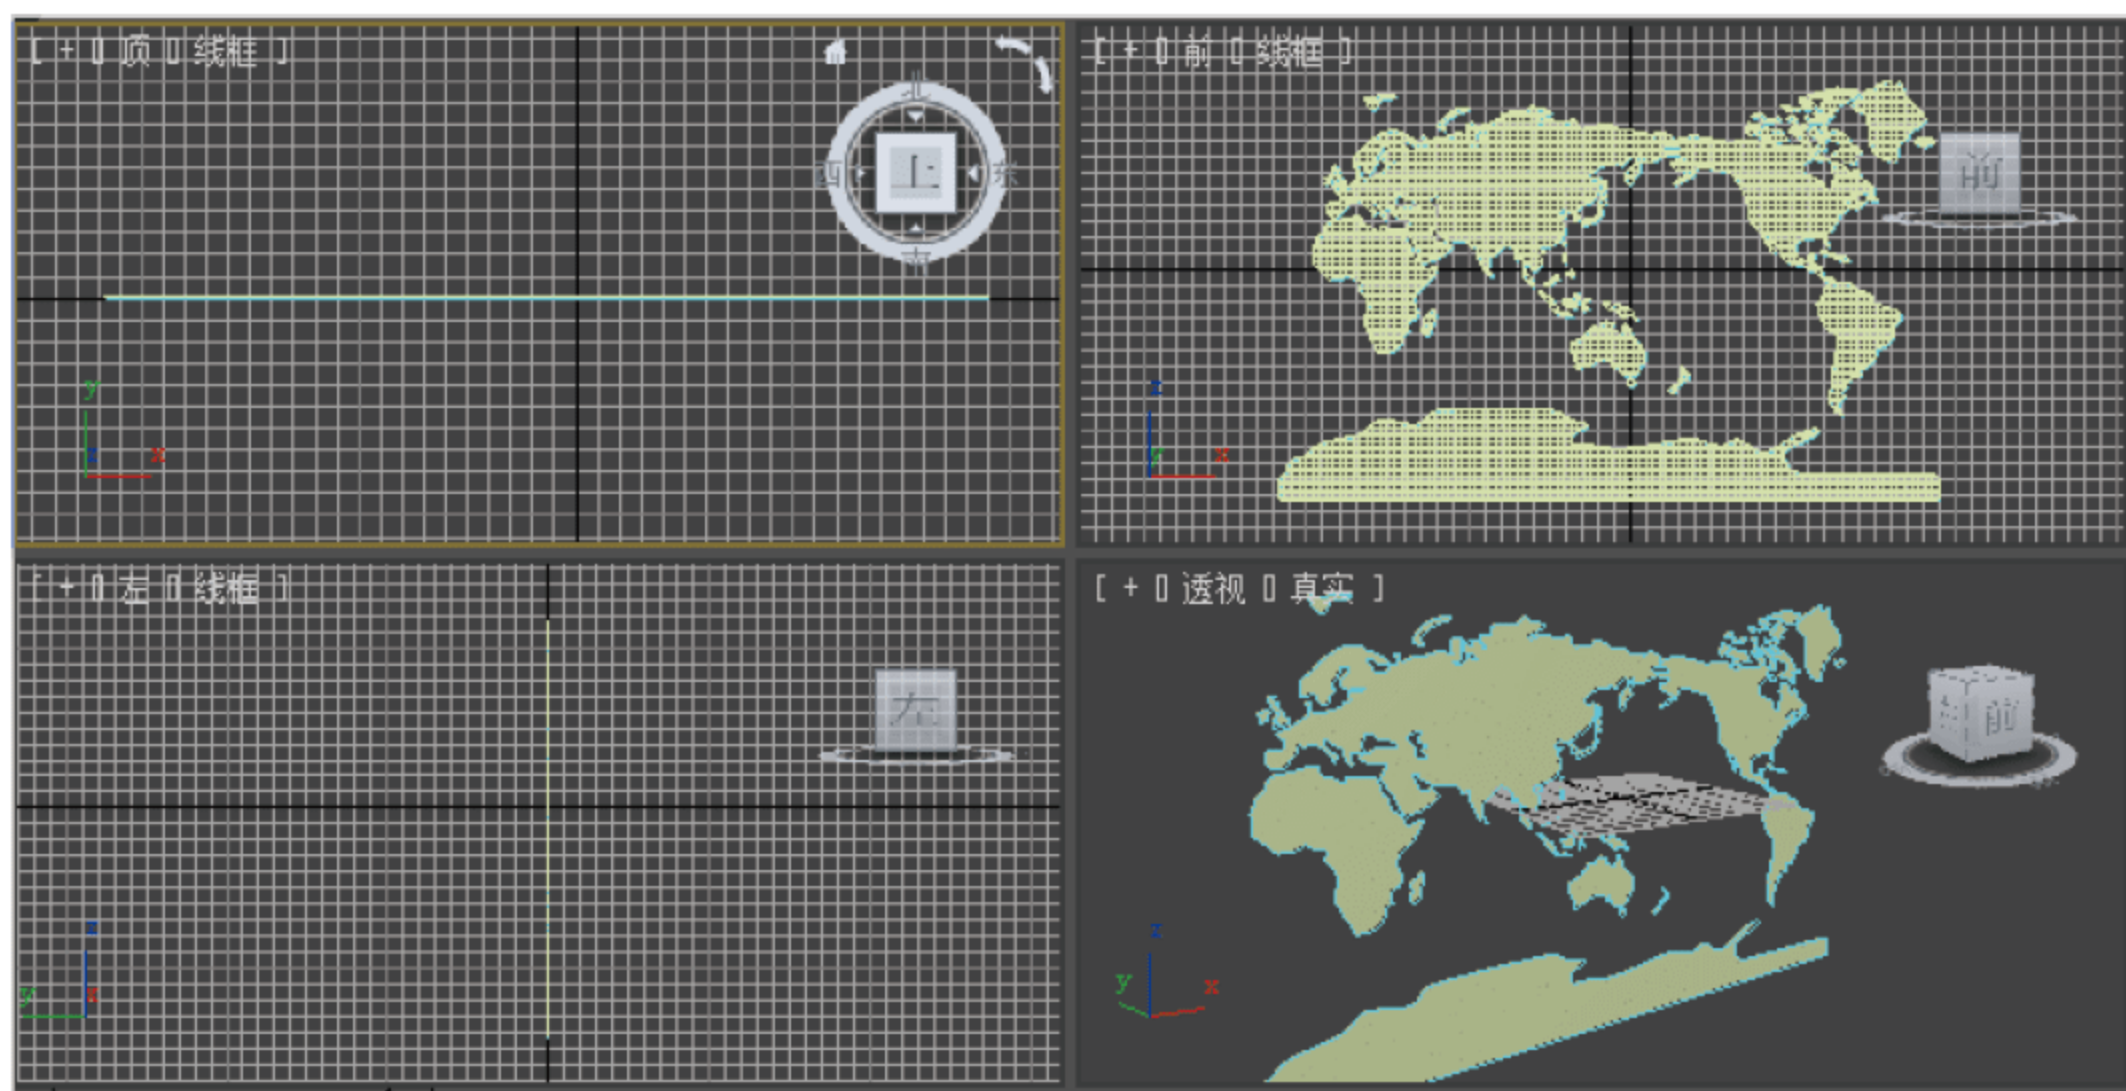 [ + ▯ 顶 ▯ 线框 ]
北
西 上 东
南
y
z x
[ + ▯ 前 ▯ 线框 ]
前
z
y x
[ + ▯ 左 ▯ 线框 ]
左
z
y x
[ + ▯ 透视 ▯ 真实 ]
前
z
y x